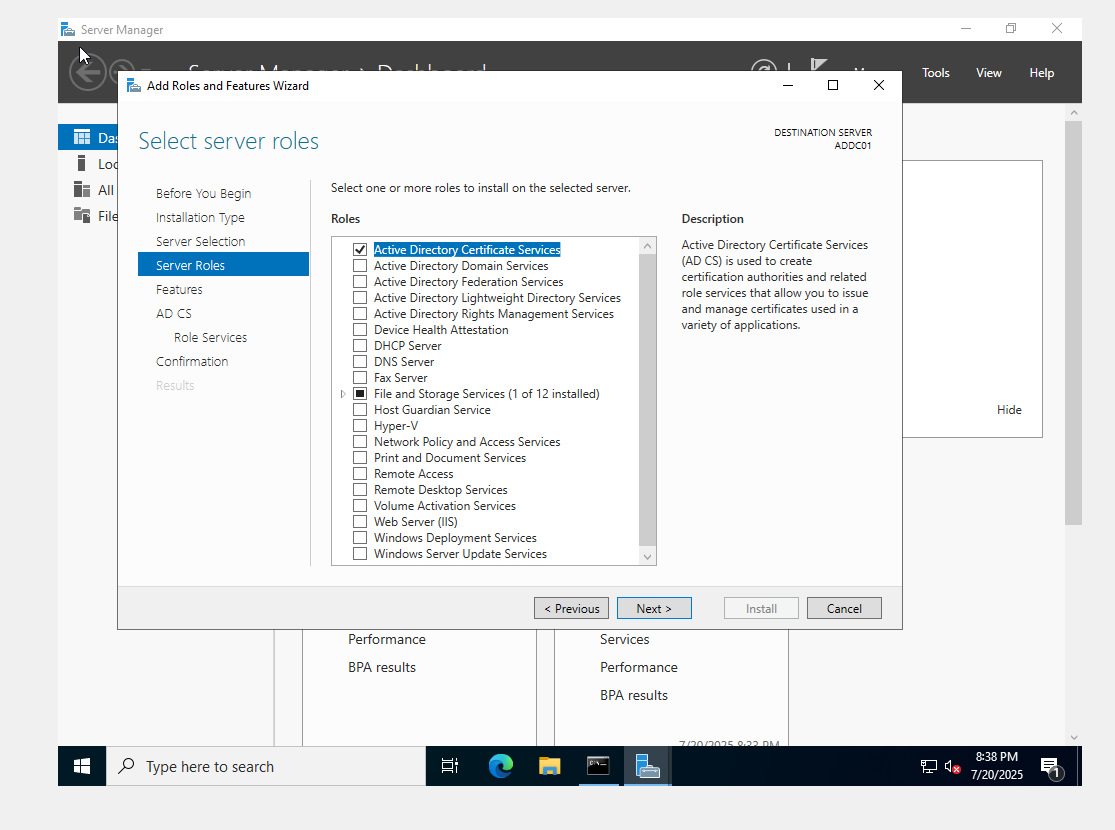 Server Manager
Tools
View
Help
Add Roles and Features Wizard
Select server roles
DESTINATION SERVER
ADDC01
Before You Begin
Installation Type
Server Selection
Server Roles
Features
AD CS
Role Services
Confirmation
Results
Select one or more roles to install on the selected server.
Roles
Active Directory Certificate Services
Active Directory Domain Services
Active Directory Federation Services
Active Directory Lightweight Directory Services
Active Directory Rights Management Services
Device Health Attestation
DHCP Server
DNS Server
Fax Server
File and Storage Services (1 of 12 installed)
Host Guardian Service
Hyper-V
Network Policy and Access Services
Print and Document Services
Remote Access
Remote Desktop Services
Volume Activation Services
Web Server (IIS)
Windows Deployment Services
Windows Server Update Services
Description
Active Directory Certificate Services
(AD CS) is used to create
certification authorities and related
role services that allow you to issue
and manage certificates used in a
variety of applications.
< Previous
Next >
Install
Cancel
Das
Loc
All
File
Hide
Performance
BPA results
Services
Performance
BPA results
7/20/2025 8:33 PM
Type here to search
8:38 PM
7/20/2025
1